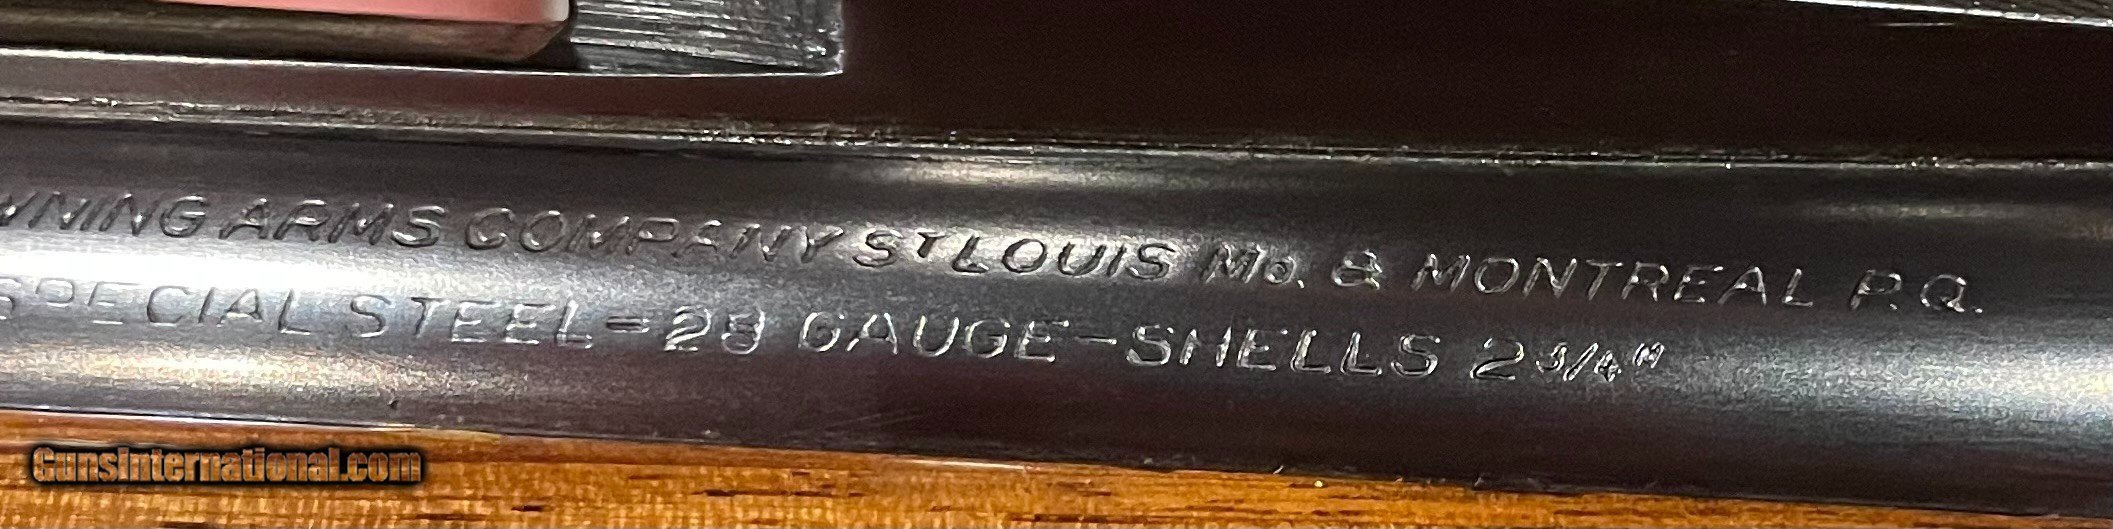 WNING ARMS COMPANY ST LOUIS Mo. & MONTREAL P.Q.
SPECIAL STEEL=28 GAUGE-SHELLS 2 3/4"
GunsInternational.com